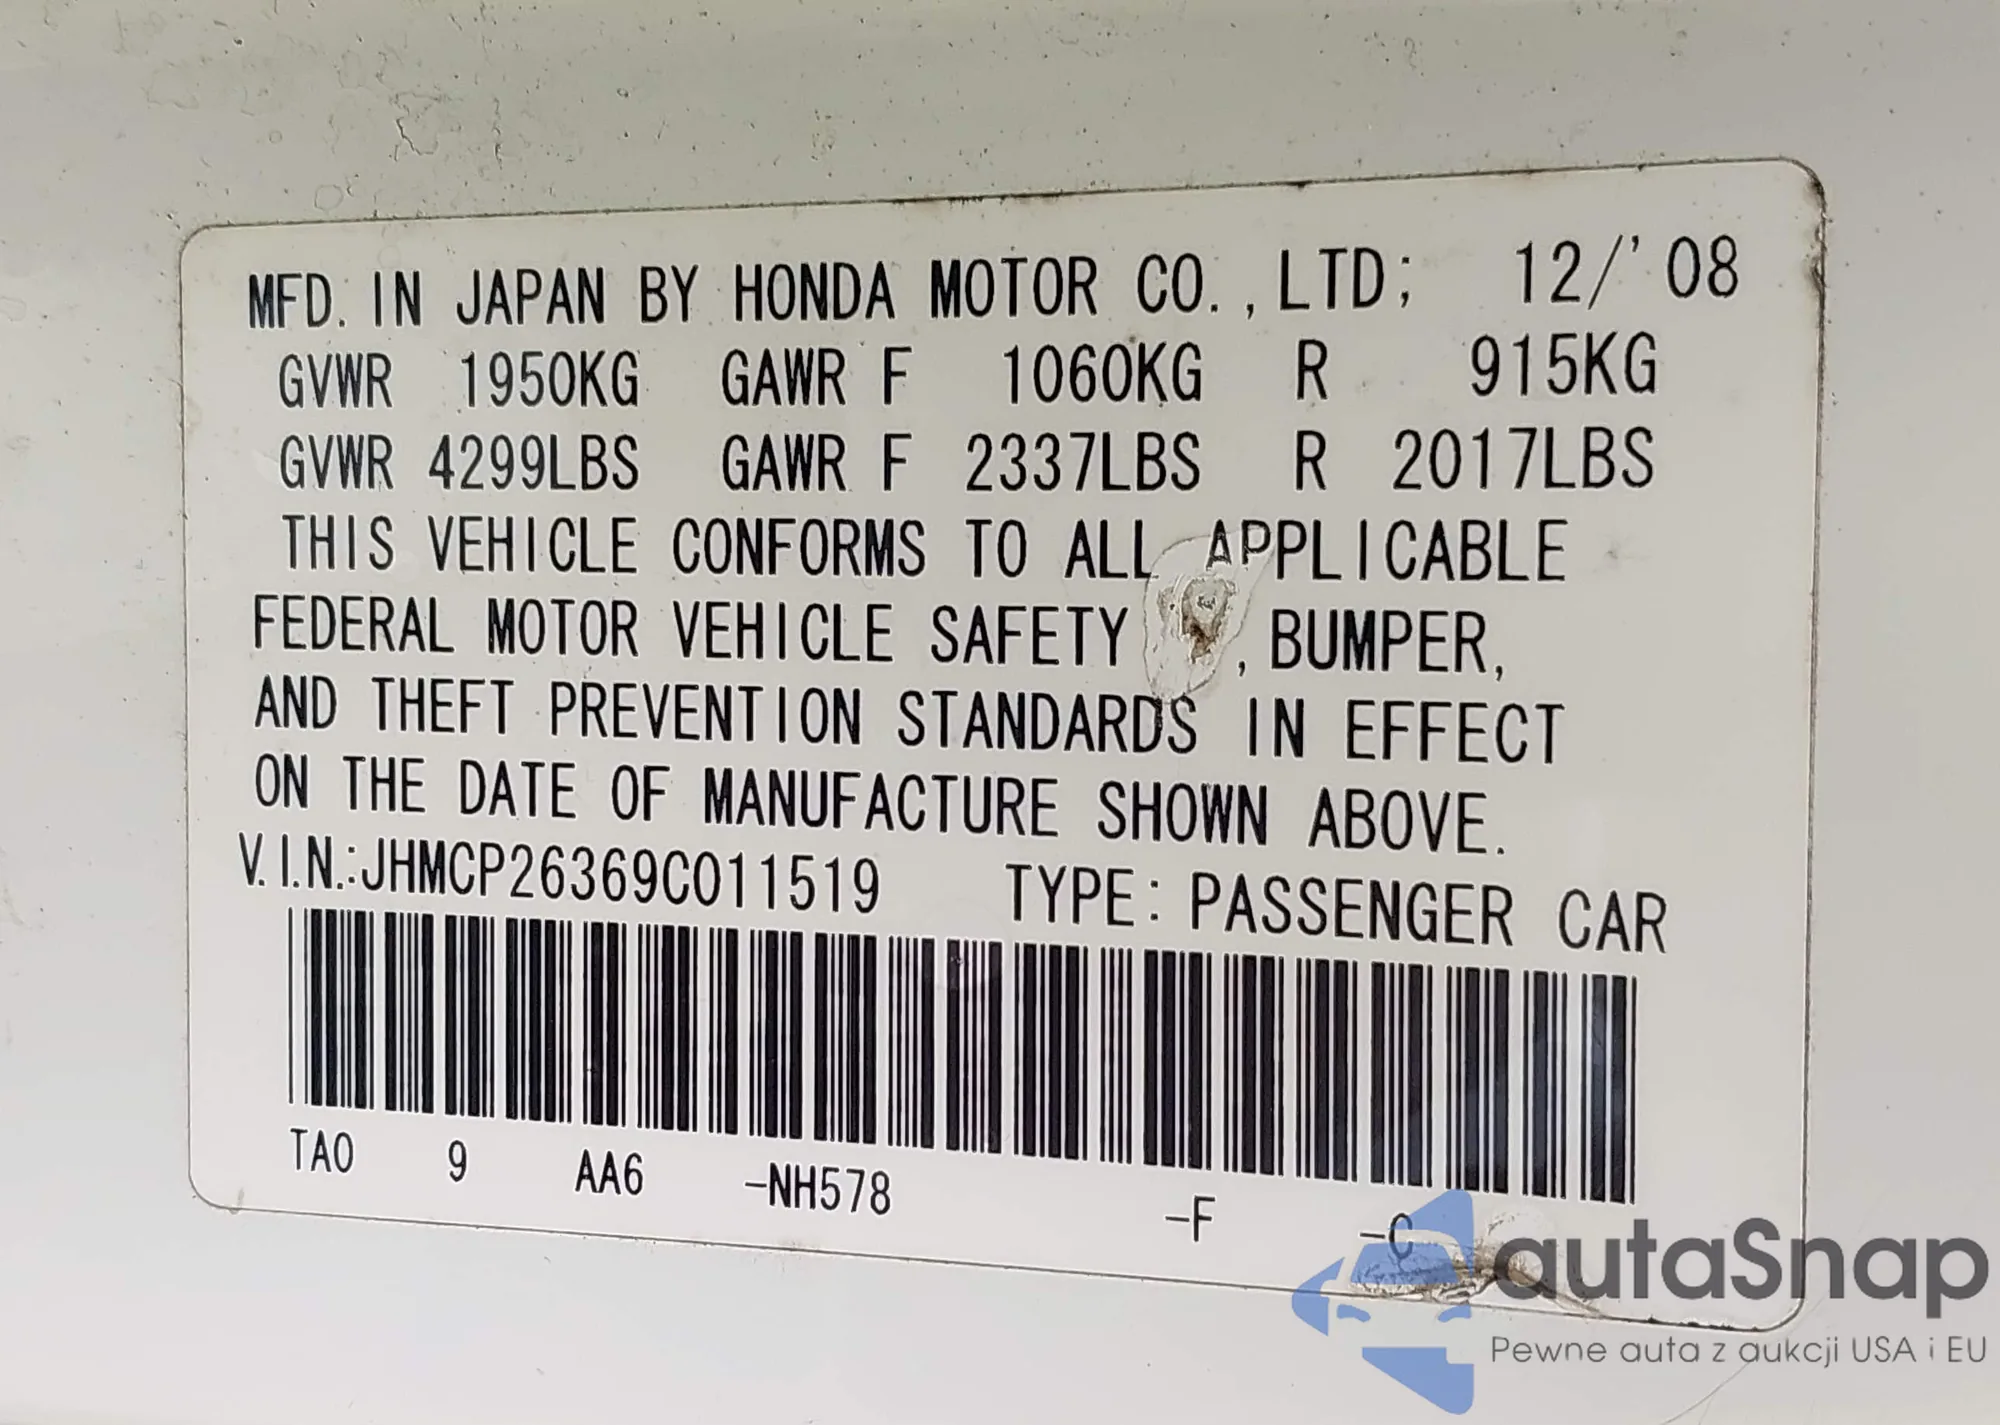 MFD. IN JAPAN BY HONDA MOTOR CO., LTD; 12/'08
GVWR 1950KG GAWR F 1060KG R 915KG
GVWR 4299LBS GAWR F 2337LBS R 2017LBS
THIS VEHICLE CONFORMS TO ALL APPLICABLE
FEDERAL MOTOR VEHICLE SAFETY , BUMPER,
AND THEFT PREVENTION STANDARDS IN EFFECT
ON THE DATE OF MANUFACTURE SHOWN ABOVE.
V.I.N.:JHMCP26369C011519 TYPE: PASSENGER CAR
TA0 9 AA6 -NH578 -F -C
autaSnap
Pewne auta z aukcji USA i EU